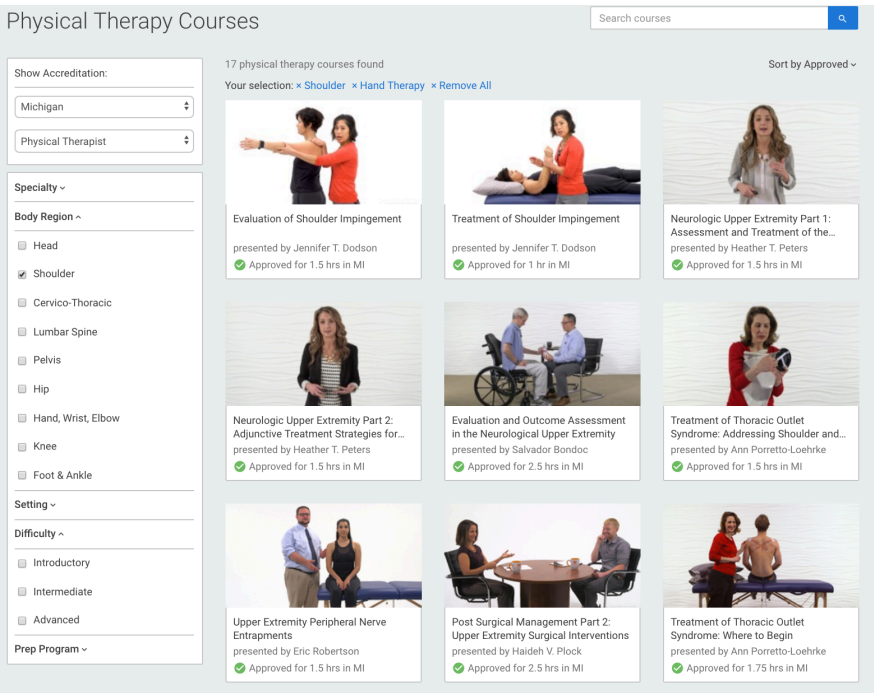 Physical Therapy Courses
Search courses
Show Accreditation:
Michigan
Physical Therapist
Specialty
Body Region
Head
Shoulder
Cervico-Thoracic
Lumbar Spine
Pelvis
Hip
Hand, Wrist, Elbow
Knee
Foot & Ankle
Setting
Difficulty
Introductory
Intermediate
Advanced
Prep Program
17 physical therapy courses found
Sort by Approved
Your selection: × Shoulder × Hand Therapy × Remove All
Evaluation of Shoulder Impingement
presented by Jennifer T. Dodson
Approved for 1.5 hrs in MI
Treatment of Shoulder Impingement
presented by Jennifer T. Dodson
Approved for 1 hr in MI
Neurologic Upper Extremity Part 1:
Assessment and Treatment of the...
presented by Heather T. Peters
Approved for 1.5 hrs in MI
Neurologic Upper Extremity Part 2:
Adjunctive Treatment Strategies for...
presented by Heather T. Peters
Approved for 1.5 hrs in MI
Evaluation and Outcome Assessment
in the Neurological Upper Extremity
presented by Salvador Bondoc
Approved for 2.5 hrs in MI
Treatment of Thoracic Outlet
Syndrome: Addressing Shoulder and...
presented by Ann Porretto-Loehrke
Approved for 1.5 hrs in MI
Upper Extremity Peripheral Nerve
Entrapments
presented by Eric Robertson
Approved for 1.5 hrs in MI
Post Surgical Management Part 2:
Upper Extremity Surgical Interventions
presented by Haideh V. Plock
Approved for 2.5 hrs in MI
Treatment of Thoracic Outlet
Syndrome: Where to Begin
presented by Ann Porretto-Loehrke
Approved for 1.75 hrs in MI